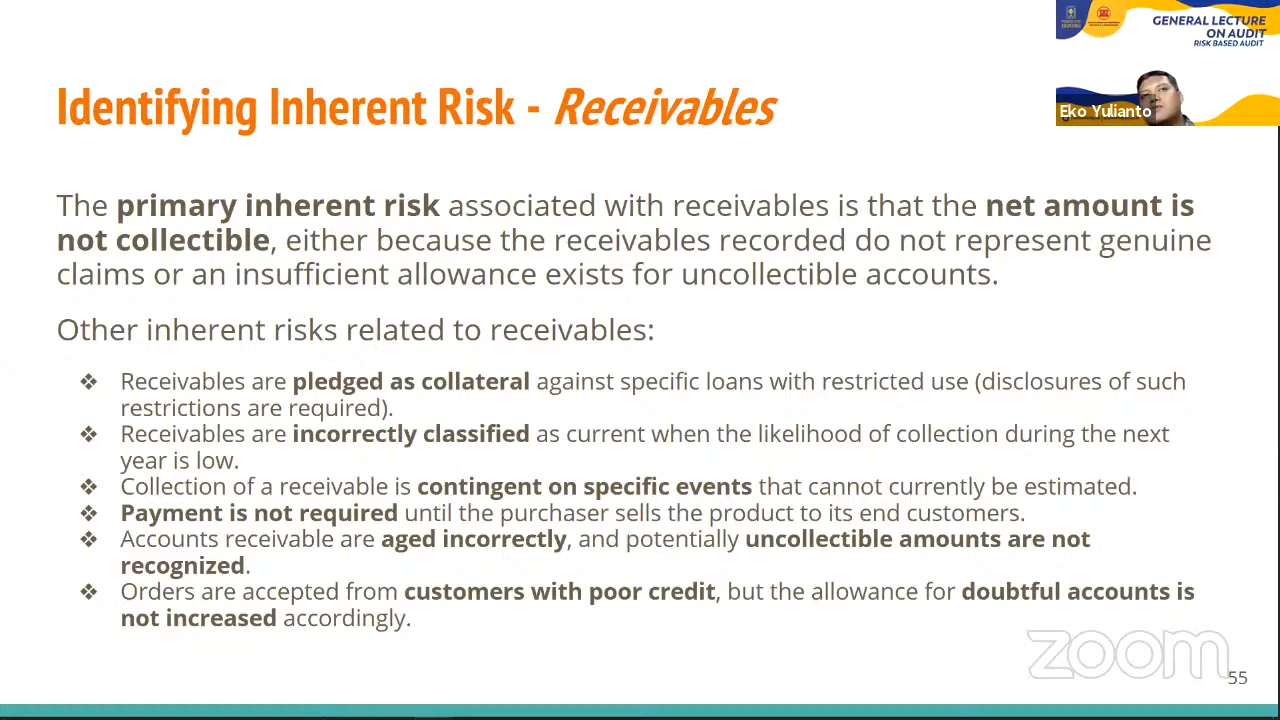 GENERAL LECTURE
ON AUDIT
RISK BASED AUDIT
Eko Yulianto
Identifying Inherent Risk - Receivables
The primary inherent risk associated with receivables is that the net amount is
not collectible, either because the receivables recorded do not represent genuine
claims or an insufficient allowance exists for uncollectible accounts.
Other inherent risks related to receivables:
❖ Receivables are pledged as collateral against specific loans with restricted use (disclosures of such
restrictions are required).
❖ Receivables are incorrectly classified as current when the likelihood of collection during the next
year is low.
❖ Collection of a receivable is contingent on specific events that cannot currently be estimated.
❖ Payment is not required until the purchaser sells the product to its end customers.
❖ Accounts receivable are aged incorrectly, and potentially uncollectible amounts are not
recognized.
❖ Orders are accepted from customers with poor credit, but the allowance for doubtful accounts is
not increased accordingly.
zoom
55